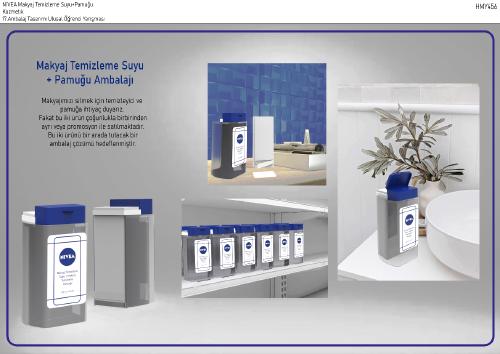 NIVEA Makyaj Temizleme Suyu+Pamuğu.
Kozmetik
17.Ambalaj Tasarımı Ulusal Öğrenci Yarışması
HMY456
Makyaj Temizleme Suyu
+ Pamuğu Ambalajı
Makyajımızı silmek için temizleyici ve
pamuğa ihtiyaç duyarız.
Fakat bu iki ürün çoğunlukla birbirinden
ayrı veya promosyon ile satılmaktadır.
Bu iki ürünü bir arada tutacak bir
ambalaj çözümü hedeflenmiştir.
NIVEA
NIVEA
NIVEA